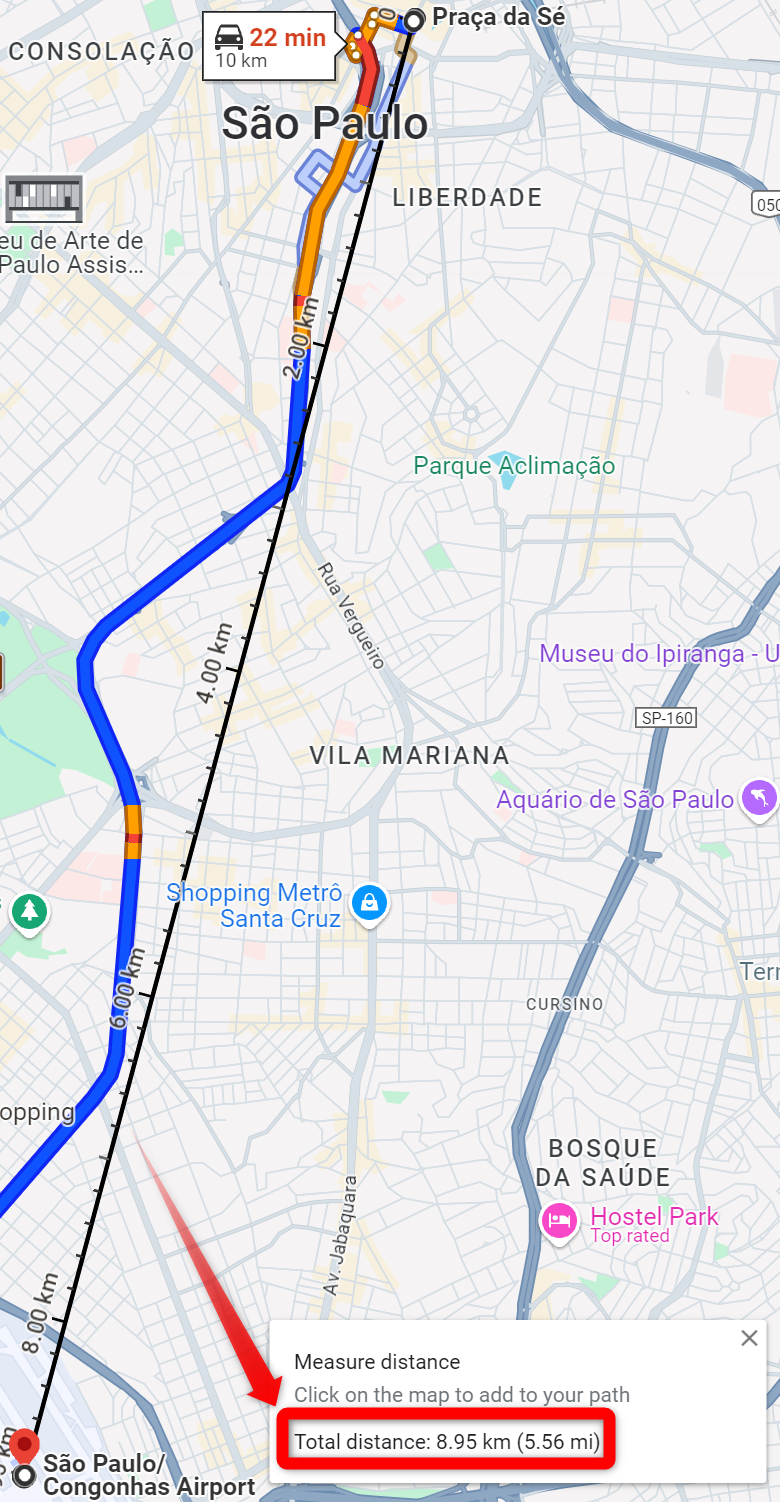 Praça da Sé
0
CONSOLAÇÃO
22 min
10 km
São Paulo
LIBERDADE
050
eu de Arte de
Paulo Assis...
2.00 km
Parque Aclimação
Rua Vergueiro
4.00 km
Museu do Ipiranga - U
SP-160
VILA MARIANA
Aquário de São Paulo
Shopping Metrô
Santa Cruz
6.00 km
Ter
CURSINO
opping
BOSQUE
DA SAÚDE
Av. Jabaquara
Hostel Park
Top rated
8.00 km
Measure distance
Click on the map to add to your path
Total distance: 8.95 km (5.56 mi)
km
São Paulo/
Congonhas Airport